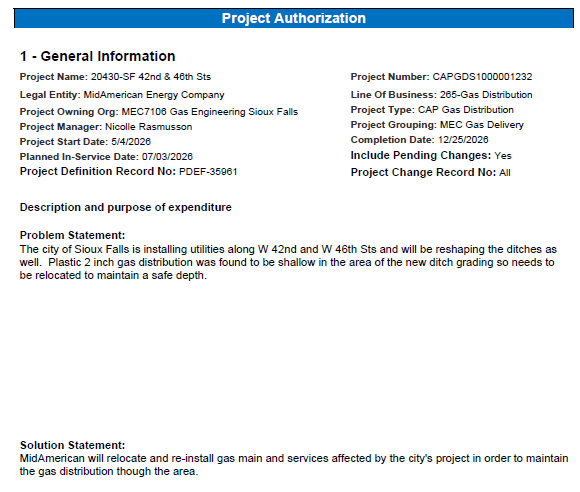 Project Authorization
1 - General Information
Project Name: 20430-SF 42nd & 46th Sts
Project Number: CAPGDS1000001232
Legal Entity: MidAmerican Energy Company
Line Of Business: 265-Gas Distribution
Project Owning Org: MEC7106 Gas Engineering Sioux Falls
Project Type: CAP Gas Distribution
Project Manager: Nicolle Rasmusson
Project Grouping: MEC Gas Delivery
Project Start Date: 5/4/2026
Completion Date: 12/25/2026
Planned In-Service Date: 07/03/2026
Include Pending Changes: Yes
Project Definition Record No: PDEF-35961
Project Change Record No: All
Description and purpose of expenditure
Problem Statement:
The city of Sioux Falls is installing utilities along W 42nd and W 46th Sts and will be reshaping the ditches as
well.  Plastic 2 inch gas distribution was found to be shallow in the area of the new ditch grading so needs to
be relocated to maintain a safe depth.
Solution Statement:
MidAmerican will relocate and re-install gas main and services affected by the city's project in order to maintain
the gas distribution though the area.